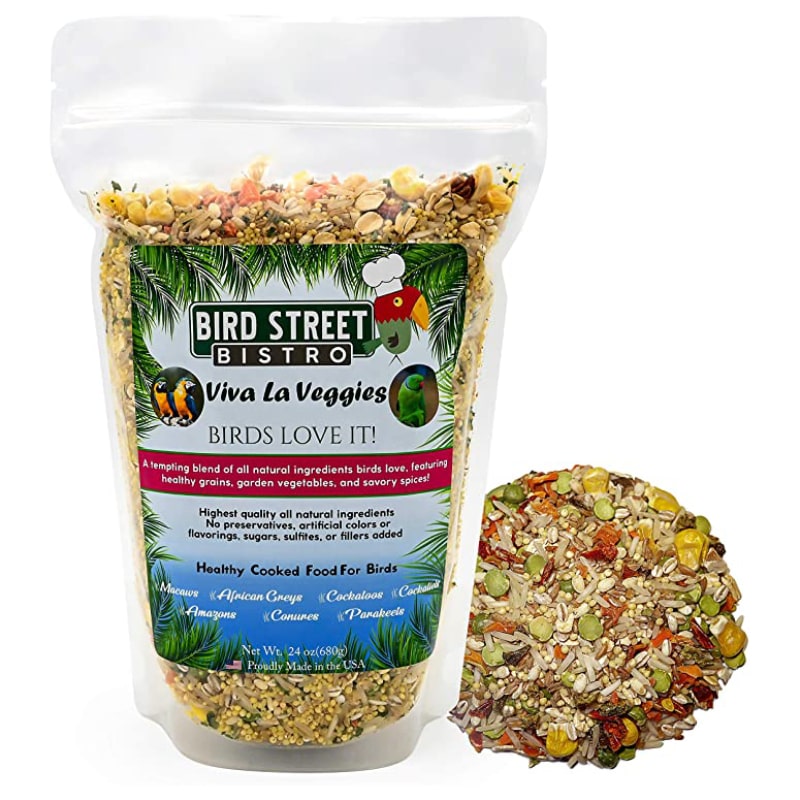 BIRD STREET
BISTRO
Viva La Veggies
BIRDS LOVE IT!
A tempting blend of all natural ingredients birds love, featuring
healthy grains, garden vegetables, and savory spices!
Highest quality all natural ingredients
No preservatives, artificial colors or
flavorings, sugars, sulfites, or fillers added
Healthy Cooked Food For Birds
Macaws African Greys Cockatoos Cockatiels
Amazons Conures Parakeets
Net Wt. 24 oz(680g)
Proudly Made in the USA